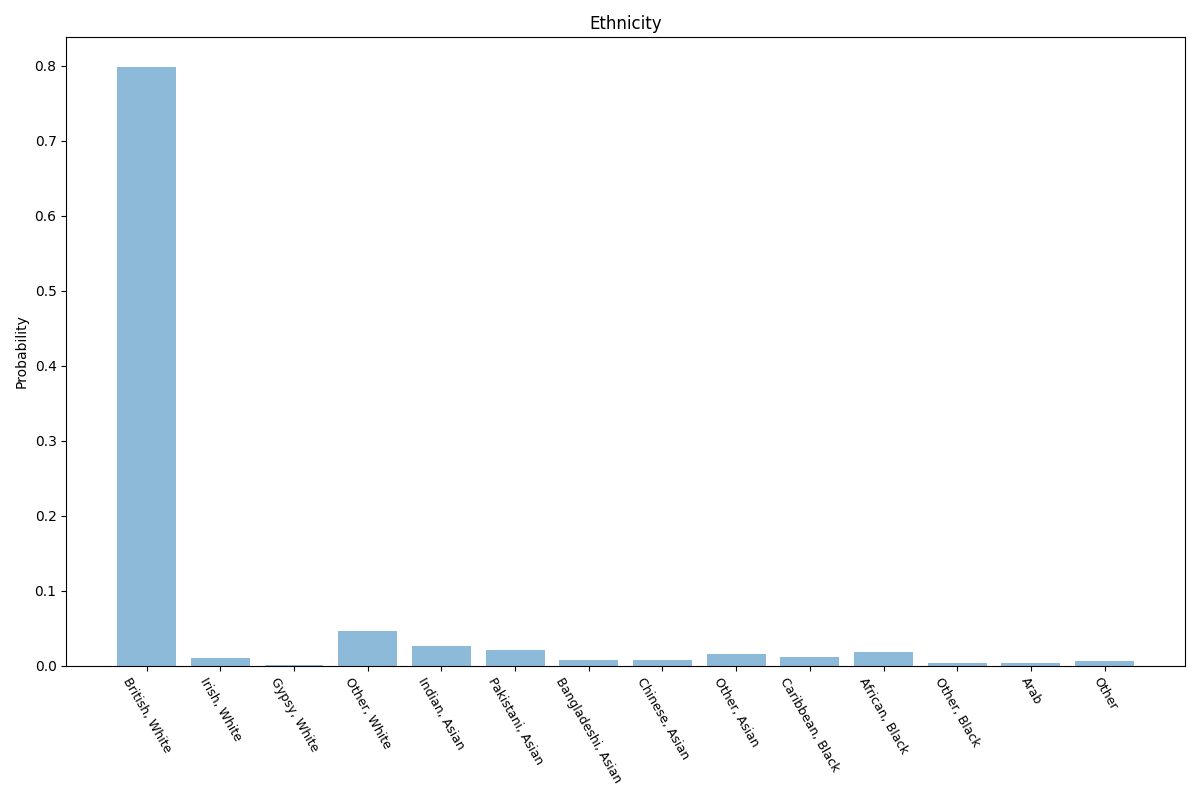 Ethnicity
Probability
0.8
0.7
0.6
0.5
0.4
0.3
0.2
0.1
0.0
British, White
Irish, White
Gypsy, White
Other, White
Indian, Asian
Pakistani, Asian
Bangladeshi, Asian
Chinese, Asian
Other, Asian
Caribbean, Black
African, Black
Other, Black
Arab
Other